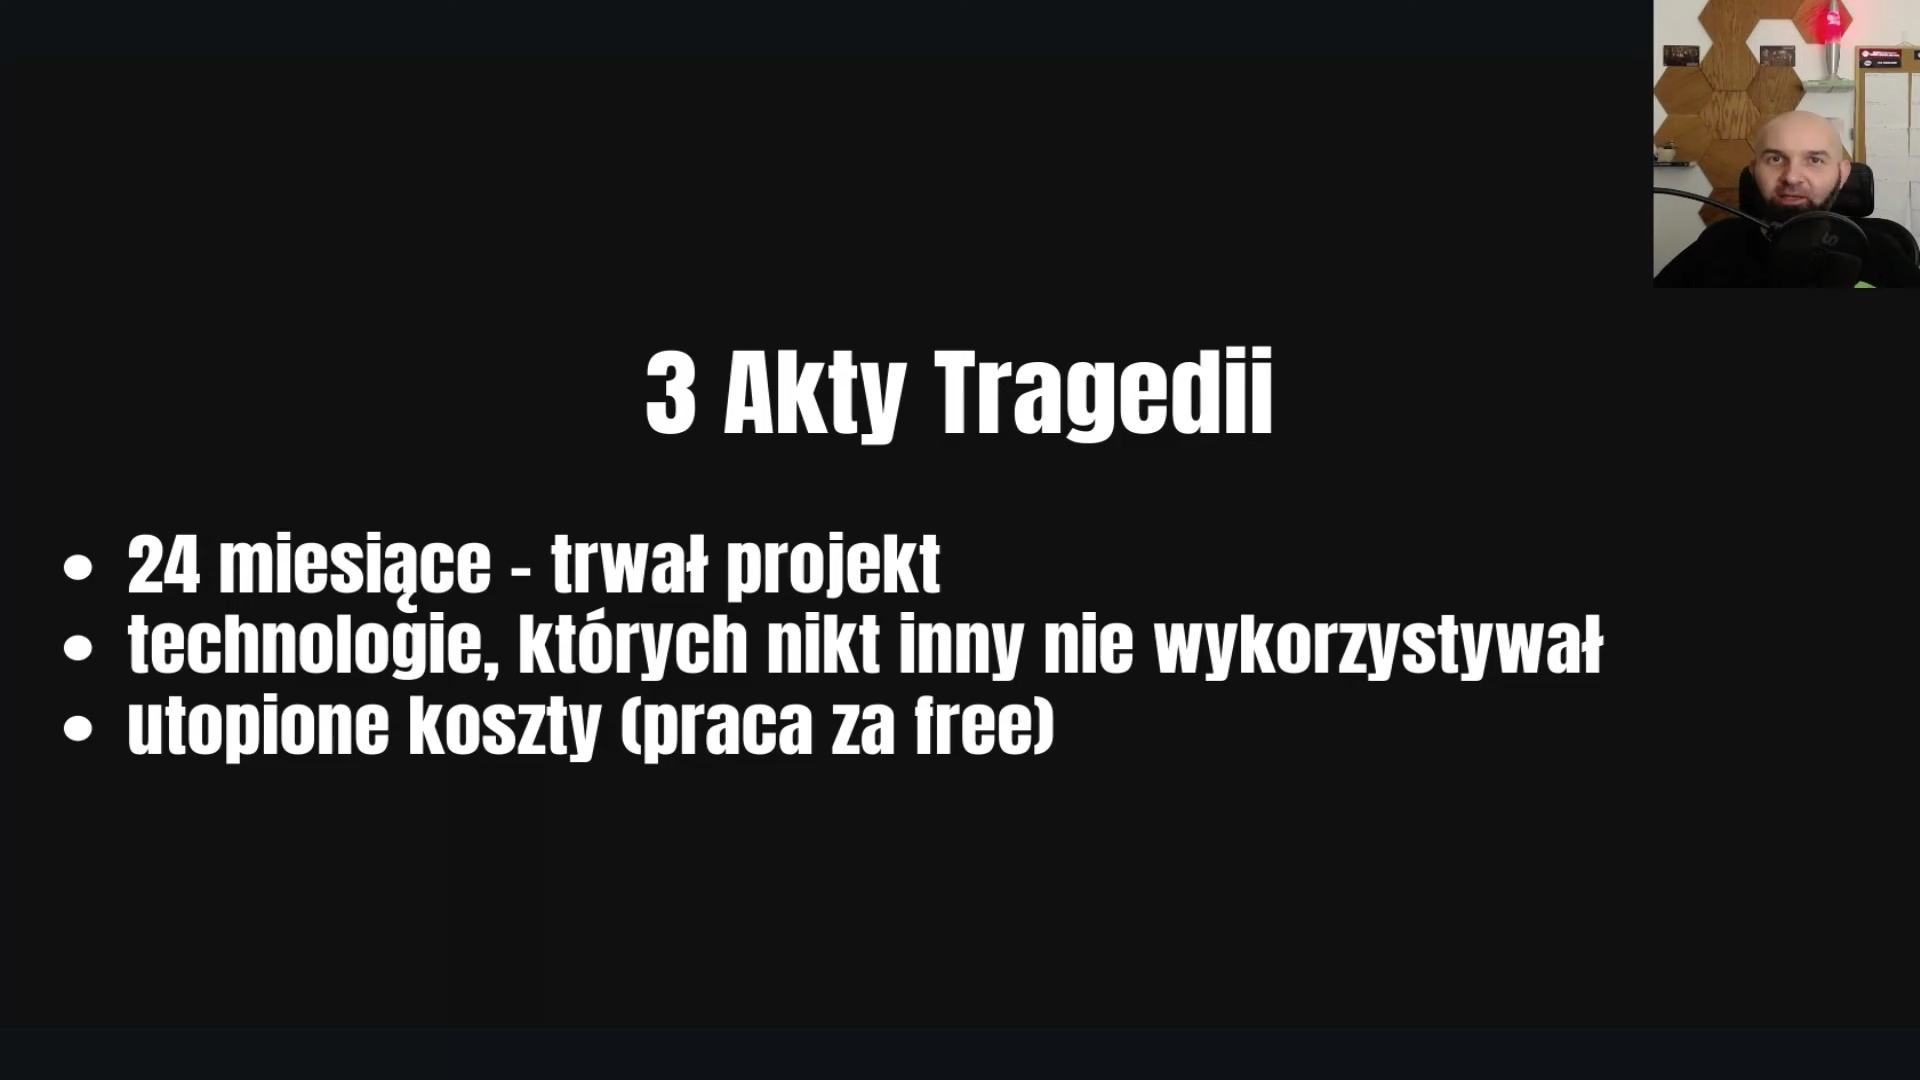 3 Akty Tragedii
• 24 miesiące - trwał projekt
• technologie, których nikt inny nie wykorzystywał
• utopione koszty (praca za free)